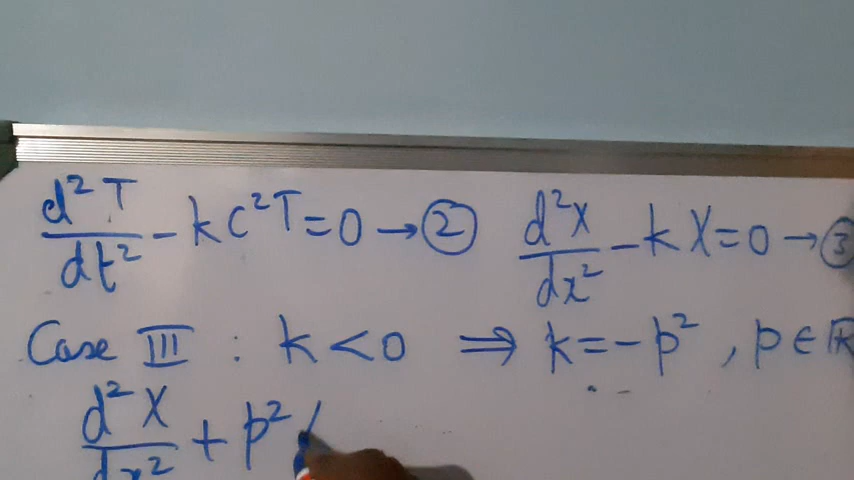 d²T/dt² - kc²T = 0 → ② d²X/dx² - kX = 0 → ③
Case III : k < 0 ⇒ k = -p² , p ∈ ℝ
d²X/dx² + p²